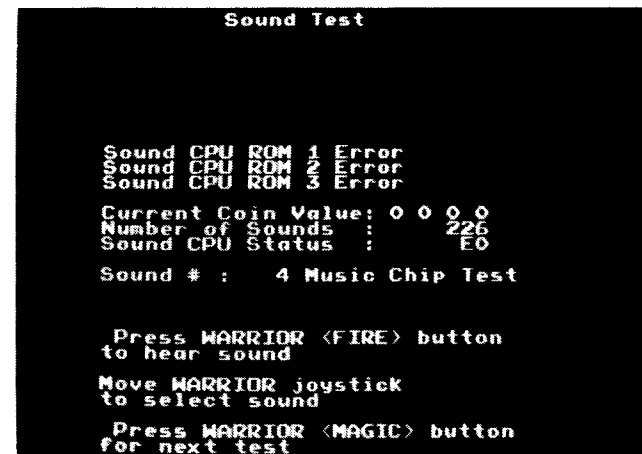 Sound Test
Sound CPU ROM 1 Error
Sound CPU ROM 2 Error
Sound CPU ROM 3 Error
Current Coin Value: 0 0 0 0
Number of Sounds : 226
Sound CPU Status : E0
Sound # : 4 Music Chip Test
Press WARRIOR <FIRE> button
to hear sound
Move WARRIOR joystick
to select sound
Press WARRIOR <MAGIC> button
for next test